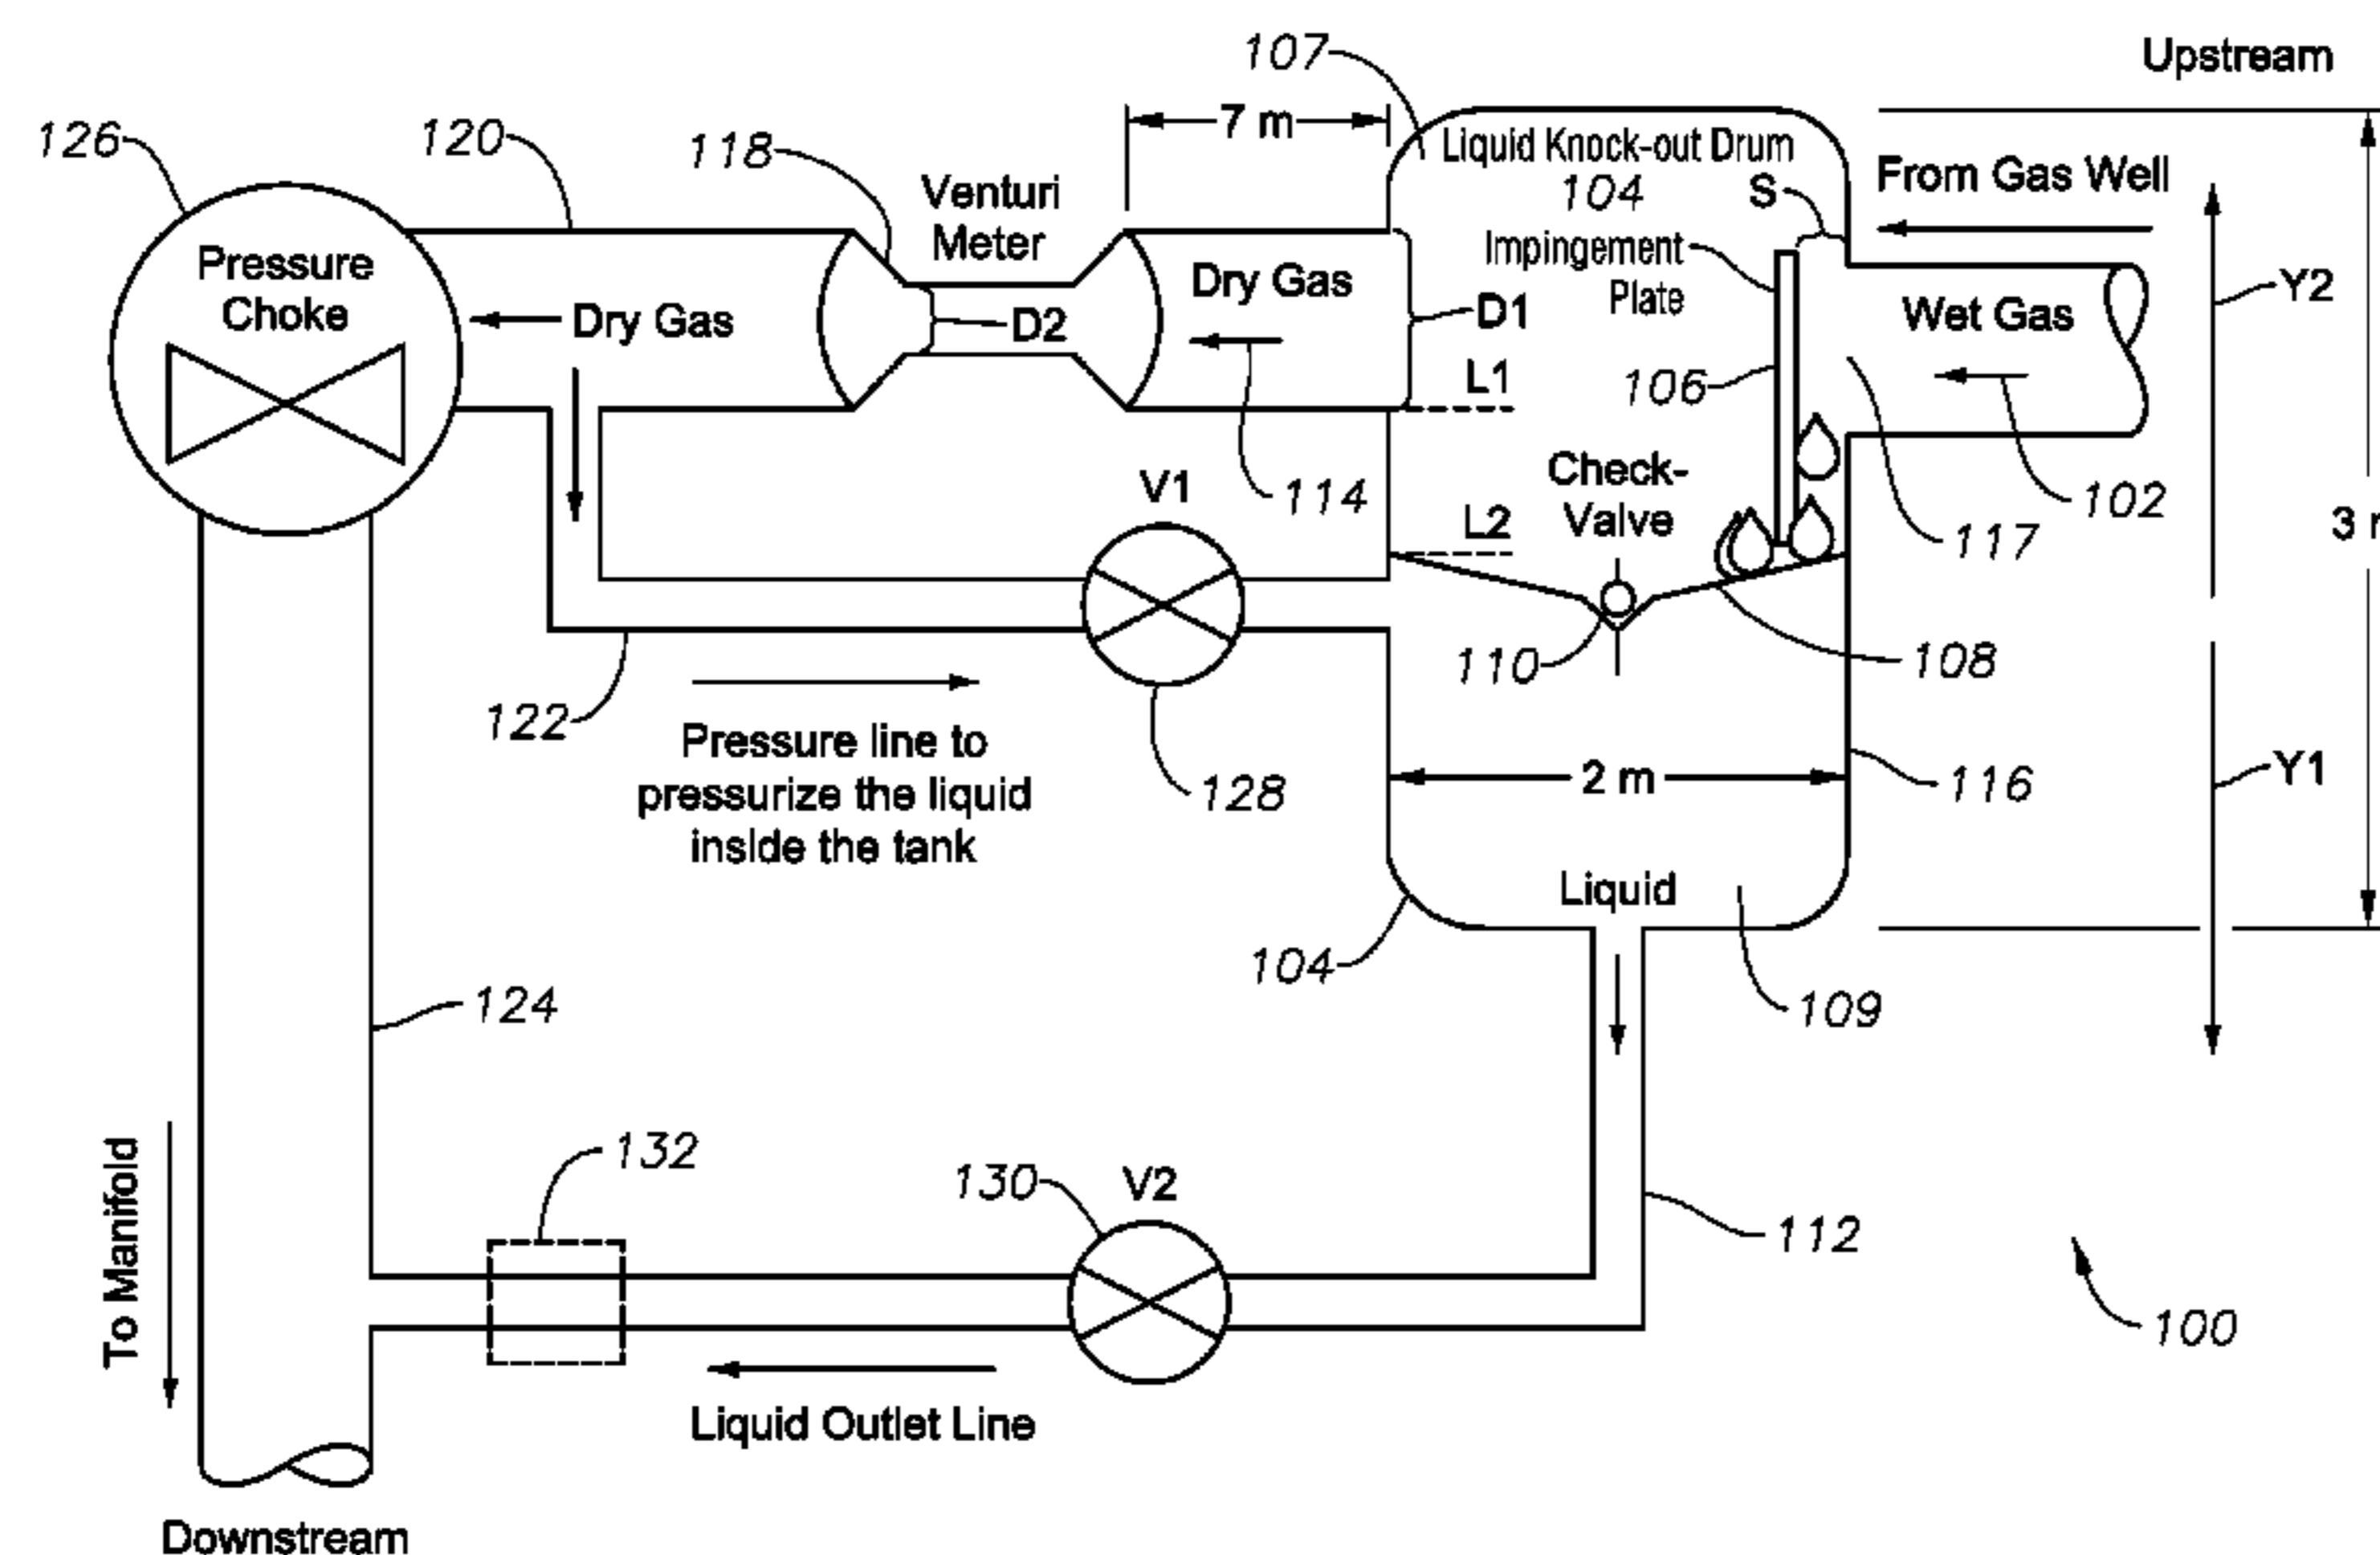 Upstream
107
126
120
118
7 m
Liquid Knock-out Drum
104
S
From Gas Well
Venturi
Meter
Impingement
Plate
Pressure
Choke
Dry Gas
D2
Dry Gas
D1
Wet Gas
Y2
L1
106
114
V1
Check-
Valve
102
L2
117
3
110
108
122
Pressure line to
pressurize the liquid
inside the tank
128
2 m
116
Y1
Liquid
104
109
124
To Manifold
132
130
V2
112
100
Liquid Outlet Line
Downstream